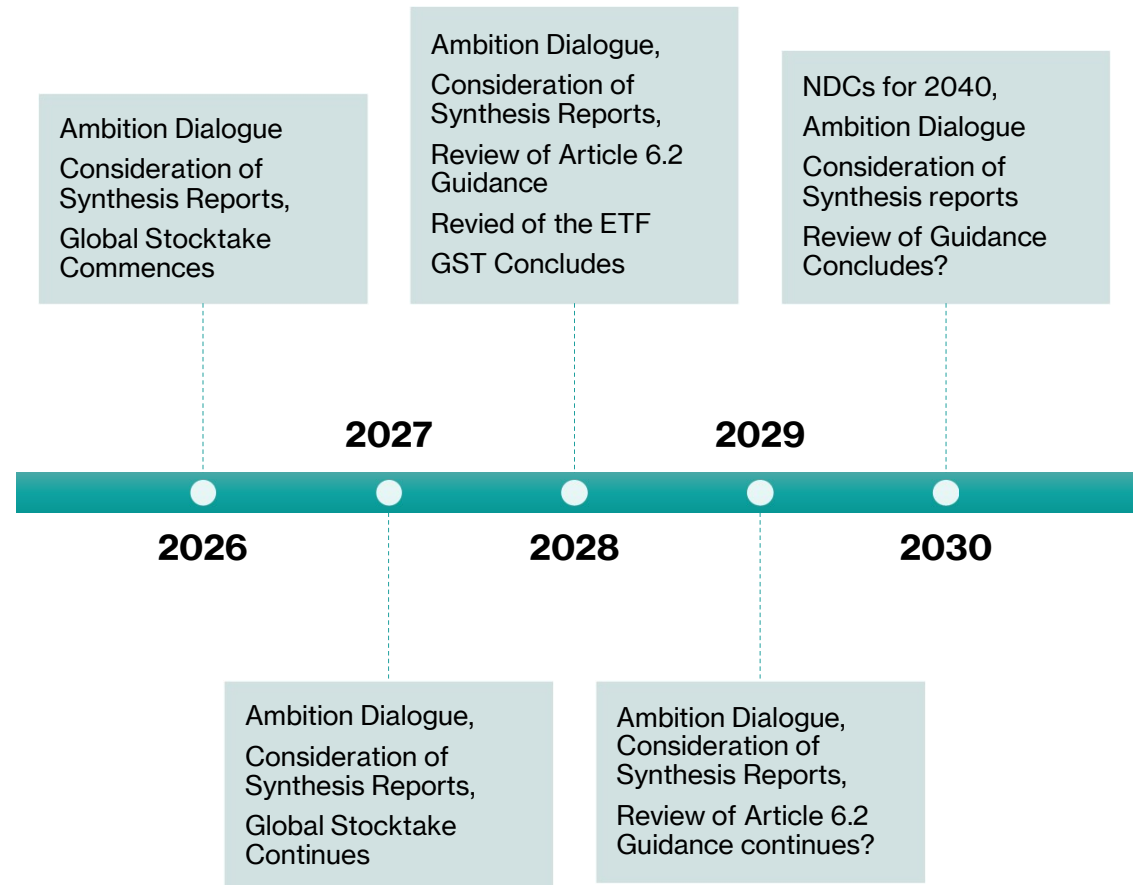 Ambition Dialogue
Consideration of
Synthesis Reports,
Global Stocktake
Commences
Ambition Dialogue,
Consideration of
Synthesis Reports,
Review of Article 6.2
Guidance
Revied of the ETF
GST Concludes
NDCs for 2040,
Ambition Dialogue
Consideration of
Synthesis reports
Review of Guidance
Concludes?
2027
2029
2026
2028
2030
Ambition Dialogue,
Consideration of
Synthesis Reports,
Global Stocktake
Continues
Ambition Dialogue,
Consideration of
Synthesis Reports,
Review of Article 6.2
Guidance continues?